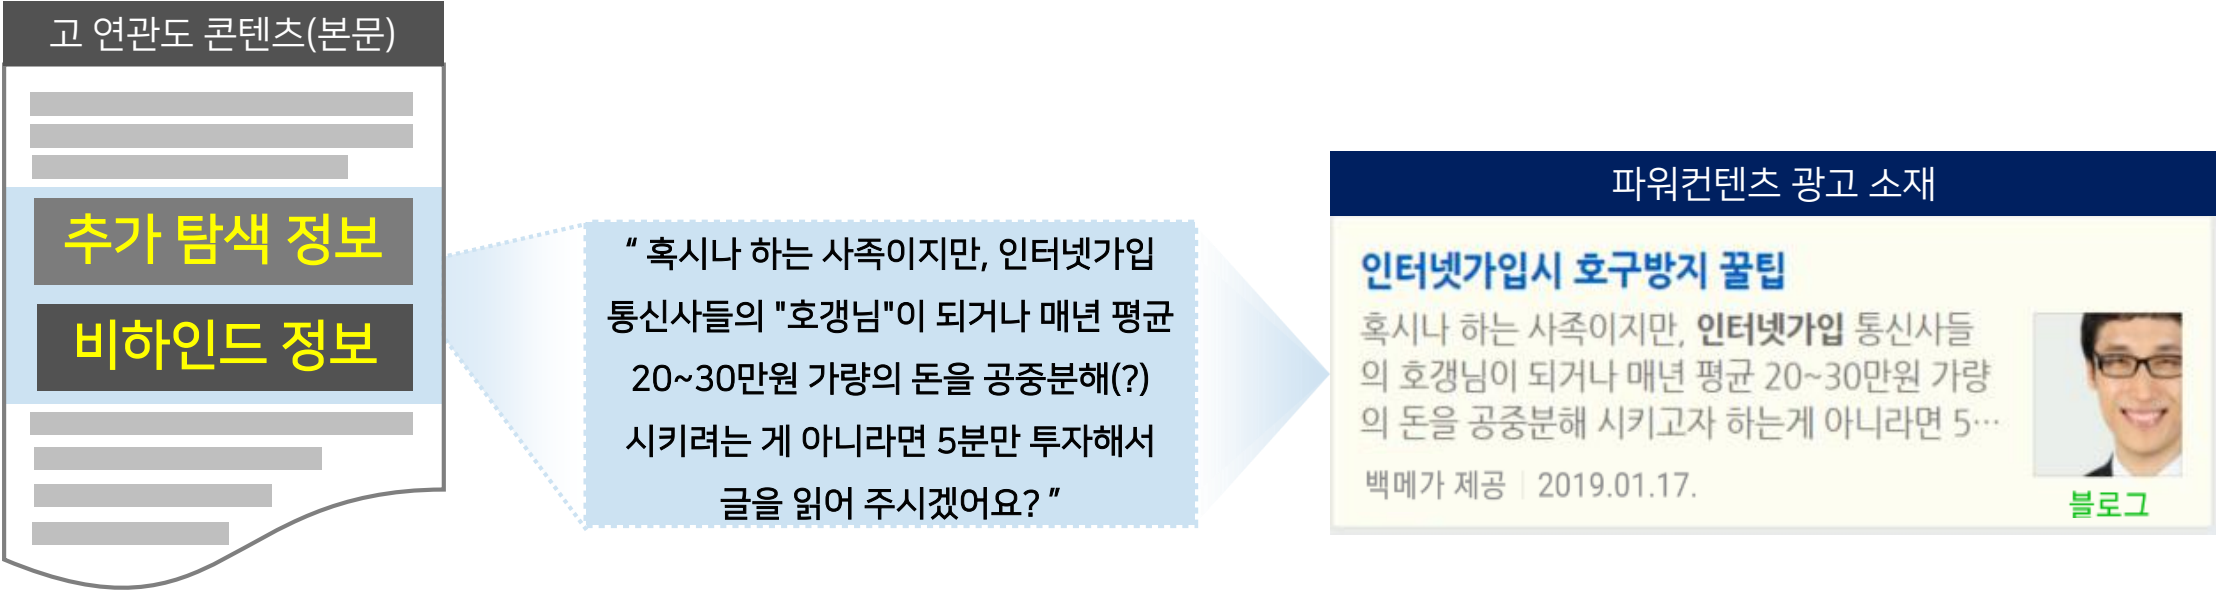 고 연관도 콘텐츠(본문)
추가 탐색 정보
비하인드 정보
“ 혹시나 하는 사족이지만, 인터넷가입
통신사들의 "호갱님"이 되거나 매년 평균
20~30만원 가량의 돈을 공중분해(?)
시키려는 게 아니라면 5분만 투자해서
글을 읽어 주시겠어요? ”
파워컨텐츠 광고 소재
인터넷가입시 호구방지 꿀팁
혹시나 하는 사족이지만, 인터넷가입 통신사들
의 호갱님이 되거나 매년 평균 20~30만원 가량
의 돈을 공중분해 시키고자 하는게 아니라면 5…
백메가 제공 | 2019.01.17.
블로그